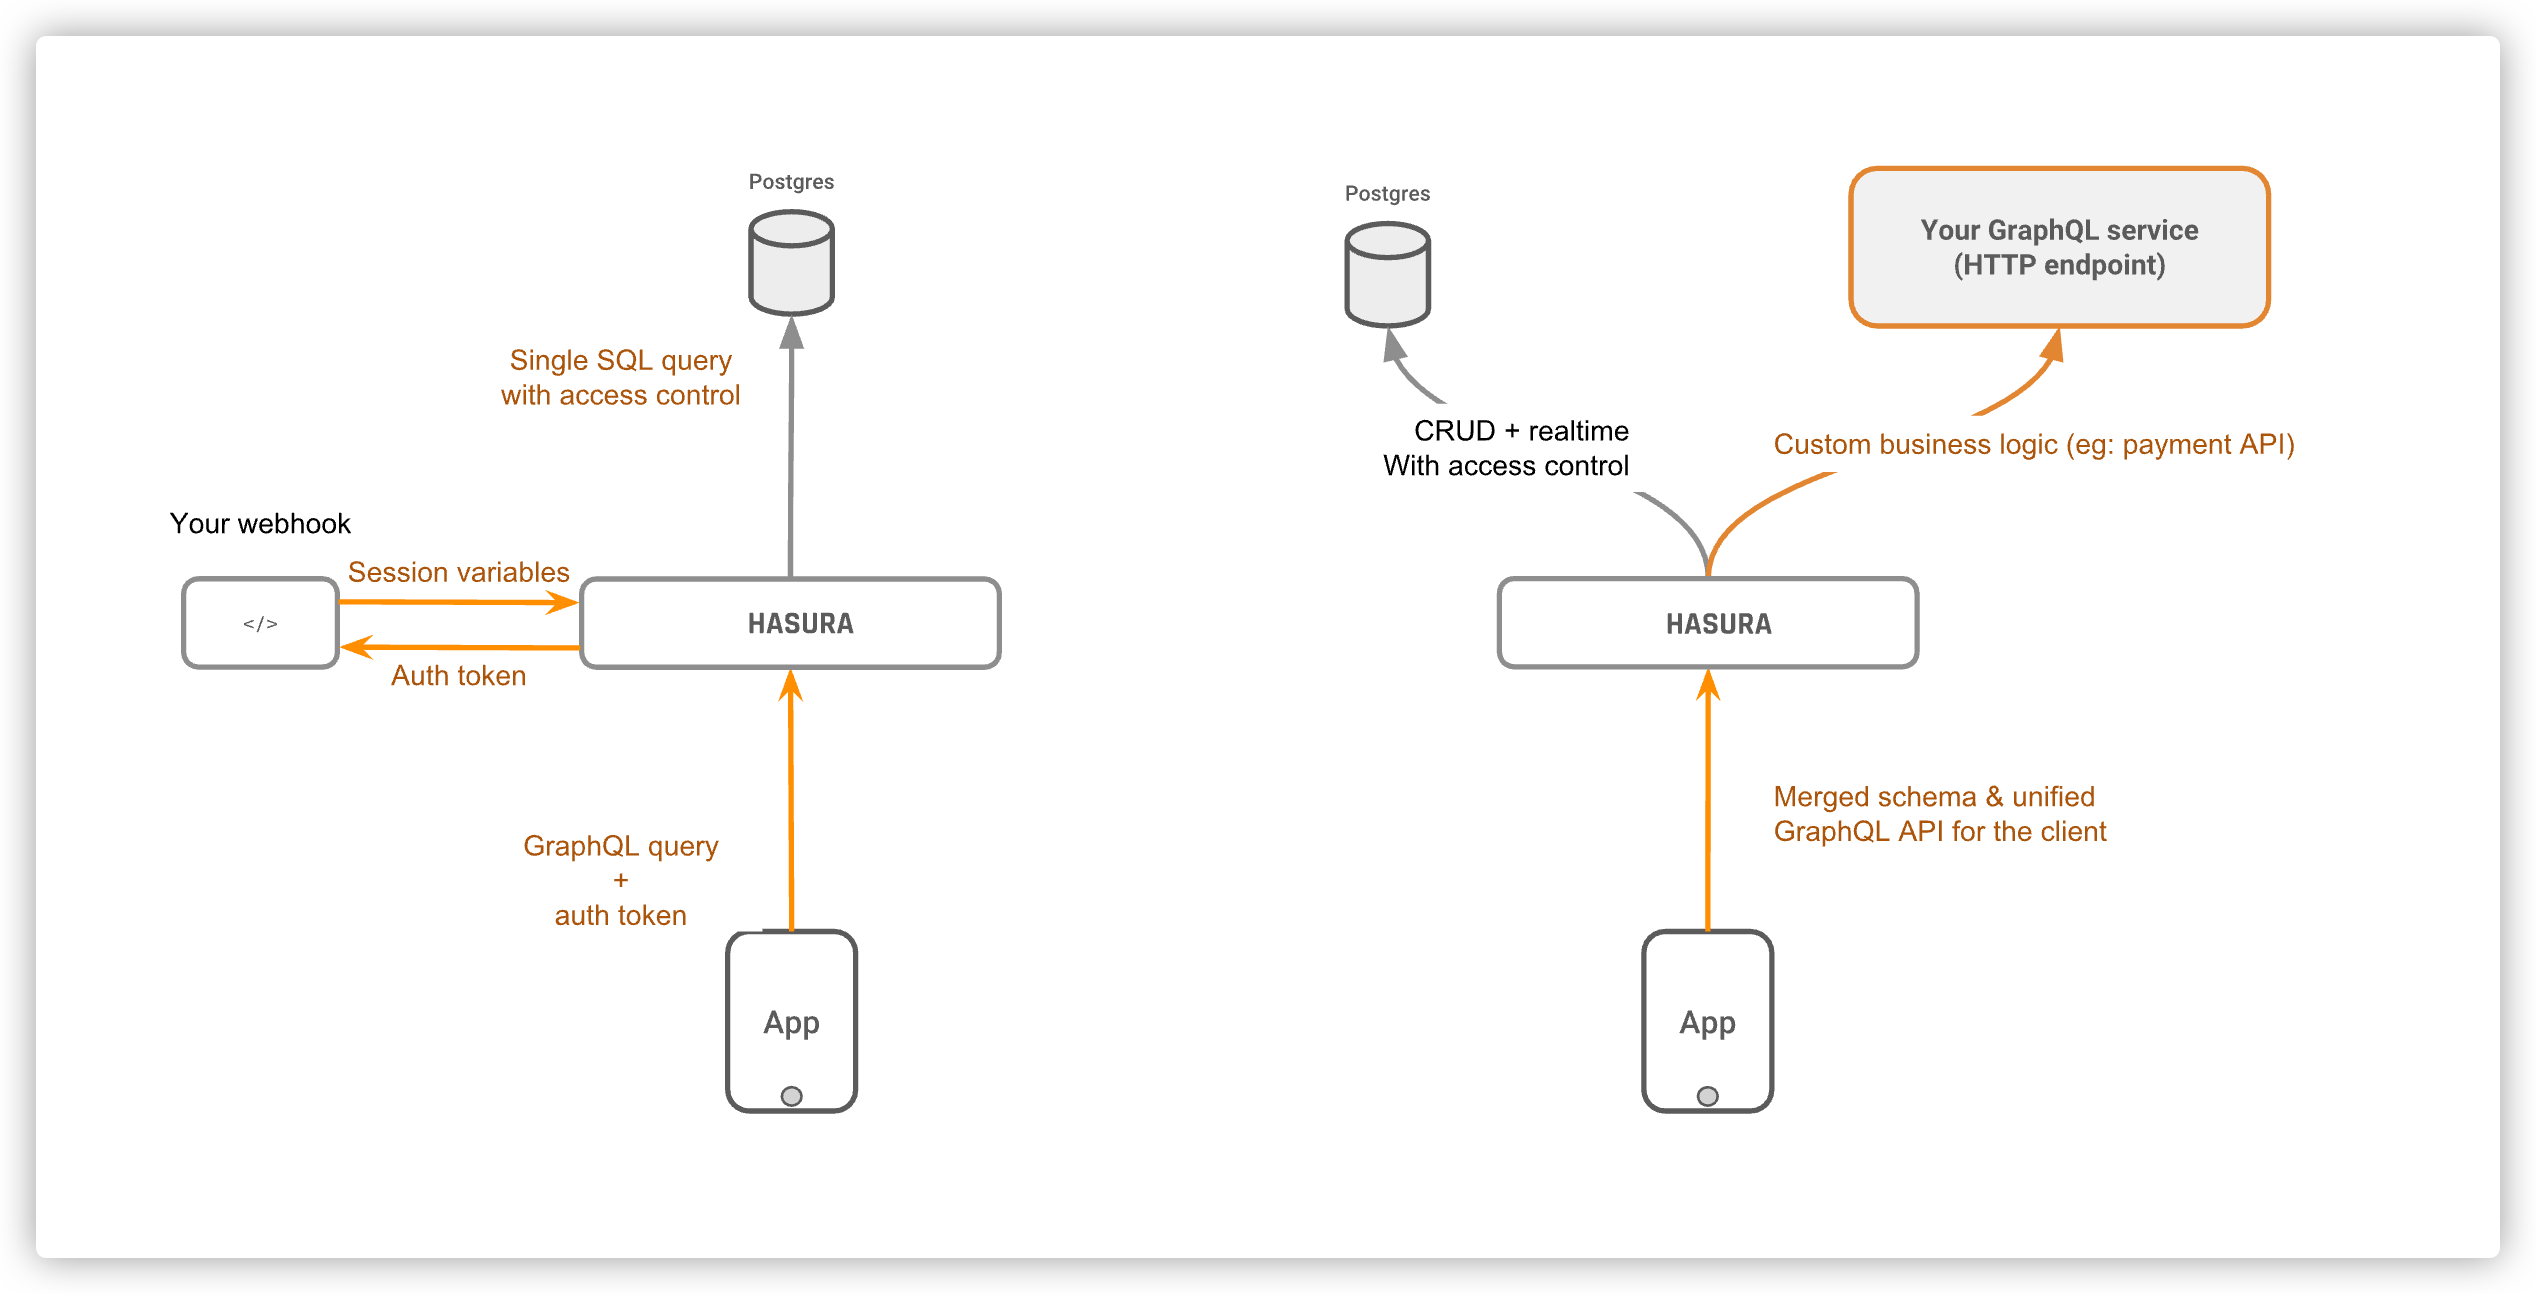 Postgres
Single SQL query
with access control
Your webhook
Session variables
</>
HASURA
Auth token
GraphQL query
+
auth token
App
Postgres
Your GraphQL service
(HTTP endpoint)
CRUD + realtime
With access control
Custom business logic (eg: payment API)
HASURA
Merged schema & unified
GraphQL API for the client
App